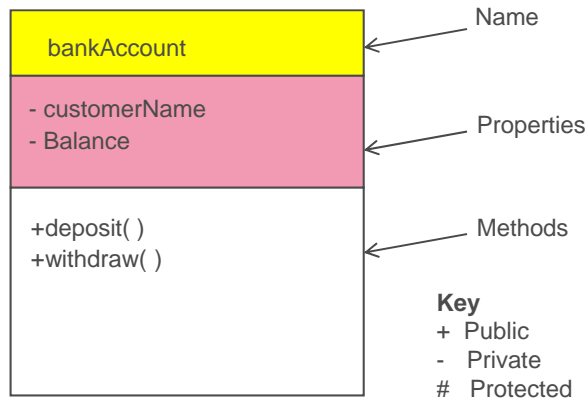 bankAccount
Name
- customerName
- Balance
Properties
+deposit( )
+withdraw( )
Methods
Key
+ Public
- Private
# Protected